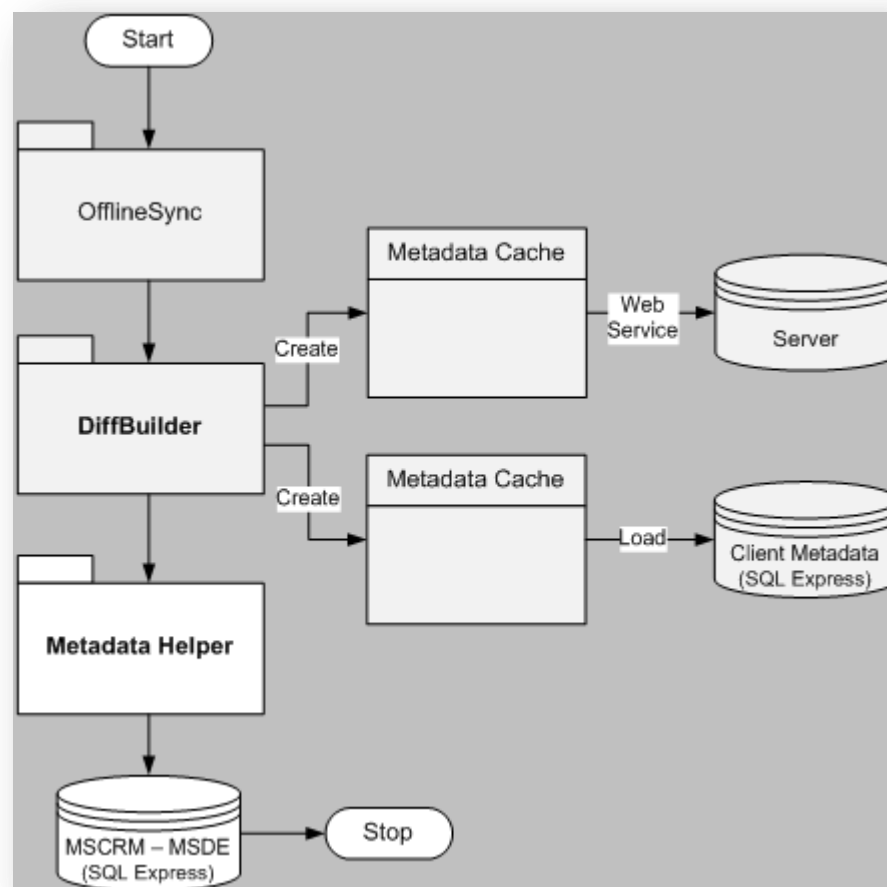 Start
OfflineSync
Metadata Cache
Web
Service
Server
Create
DiffBuilder
Create
Metadata Cache
Load
Client Metadata
(SQL Express)
Metadata Helper
MSCRM – MSDE
(SQL Express)
Stop